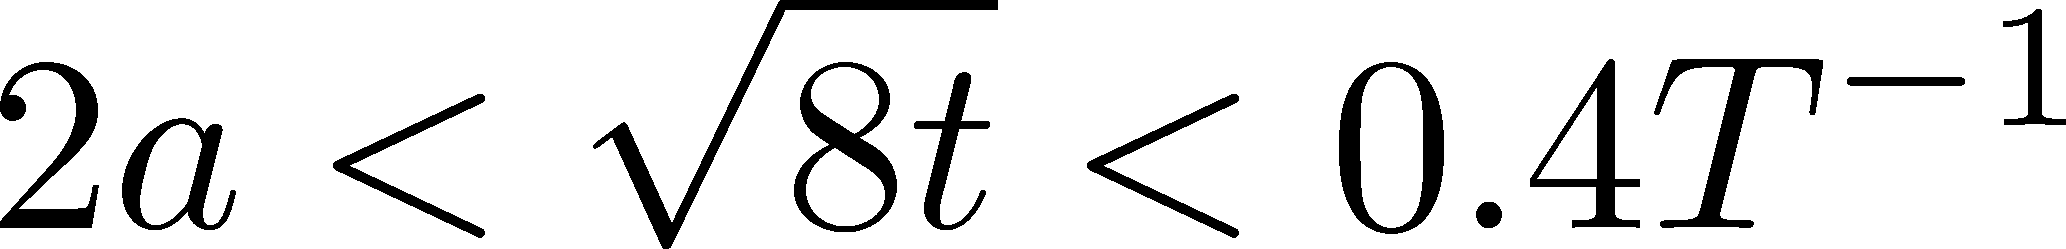 2a < √8t < 0.4T⁻¹